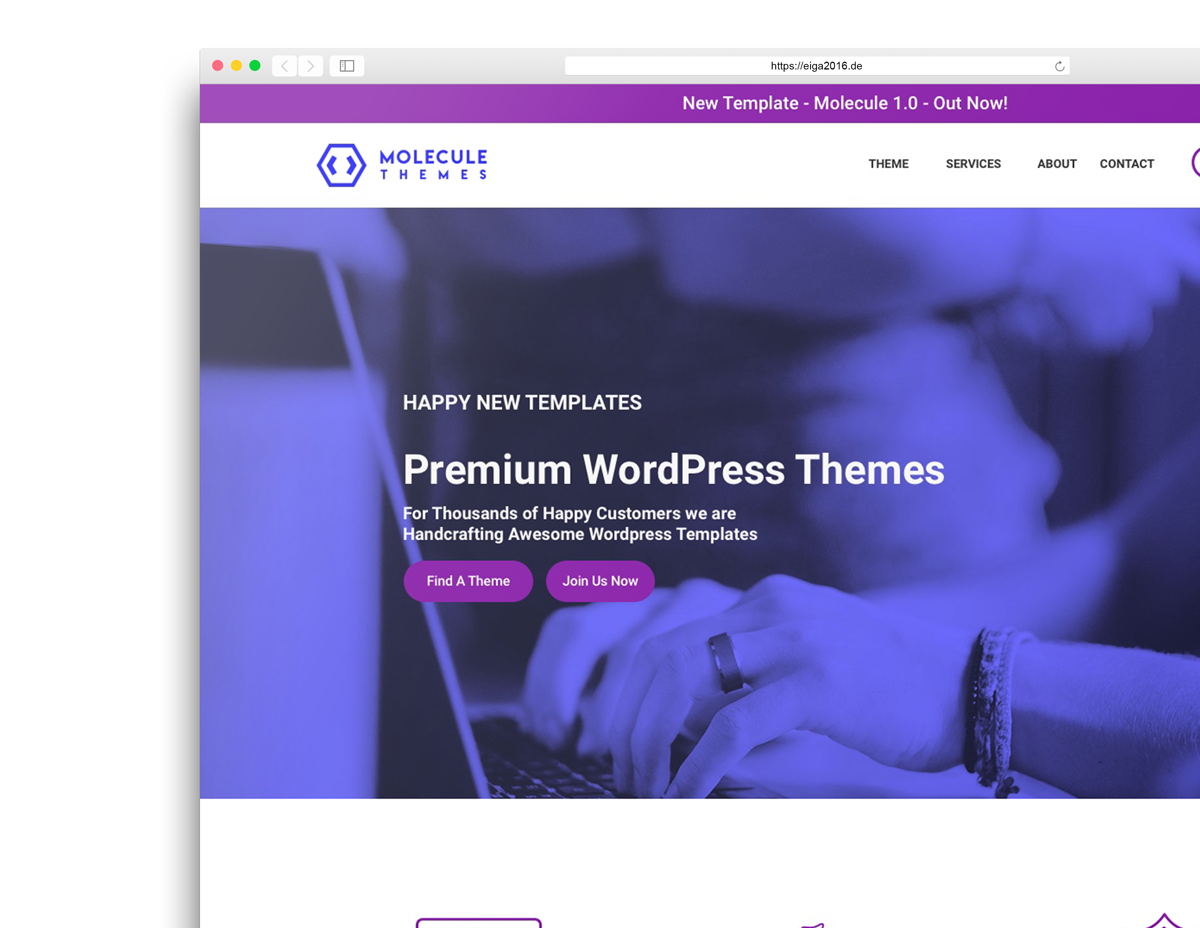 https://eiga2016.de
New Template - Molecule 1.0 - Out Now!
MOLECULE
THEMES
THEME
SERVICES
ABOUT
CONTACT
HAPPY NEW TEMPLATES
Premium WordPress Themes
For Thousands of Happy Customers we are
Handcrafting Awesome Wordpress Templates
Find A Theme
Join Us Now